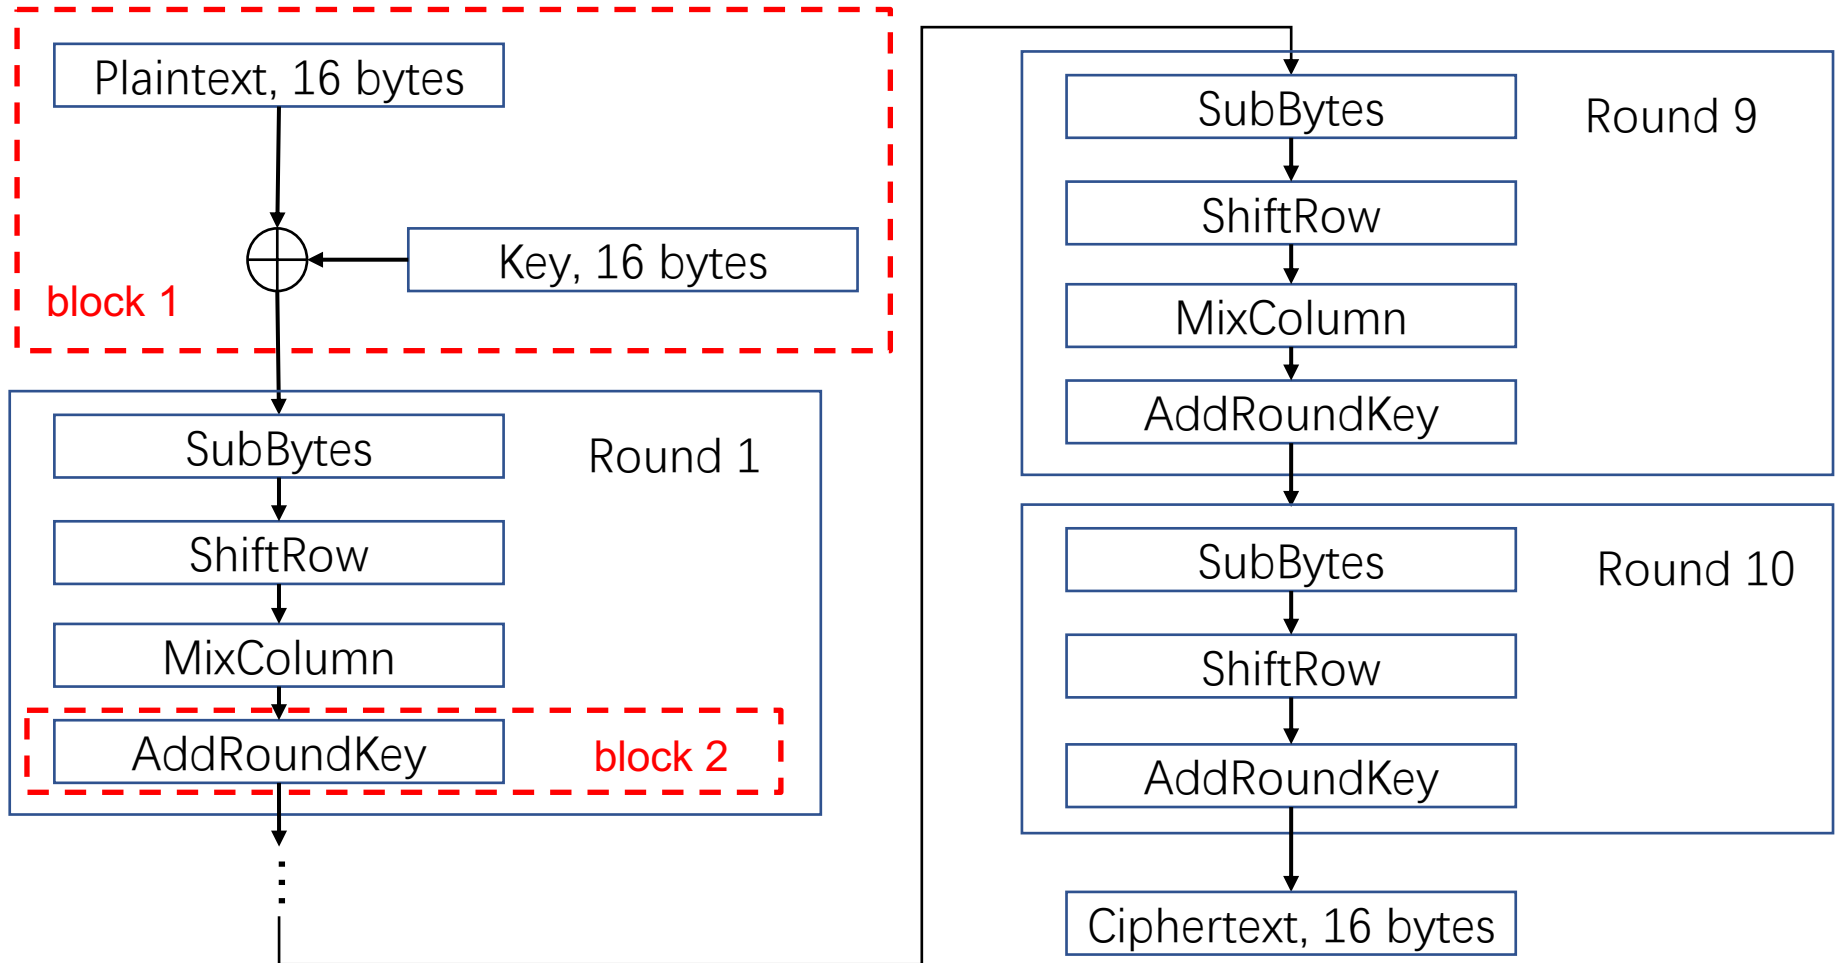 Plaintext, 16 bytes
Key, 16 bytes
block 1
SubBytes
Round 1
ShiftRow
MixColumn
AddRoundKey
block 2
SubBytes
Round 9
ShiftRow
MixColumn
AddRoundKey
SubBytes
Round 10
ShiftRow
AddRoundKey
Ciphertext, 16 bytes